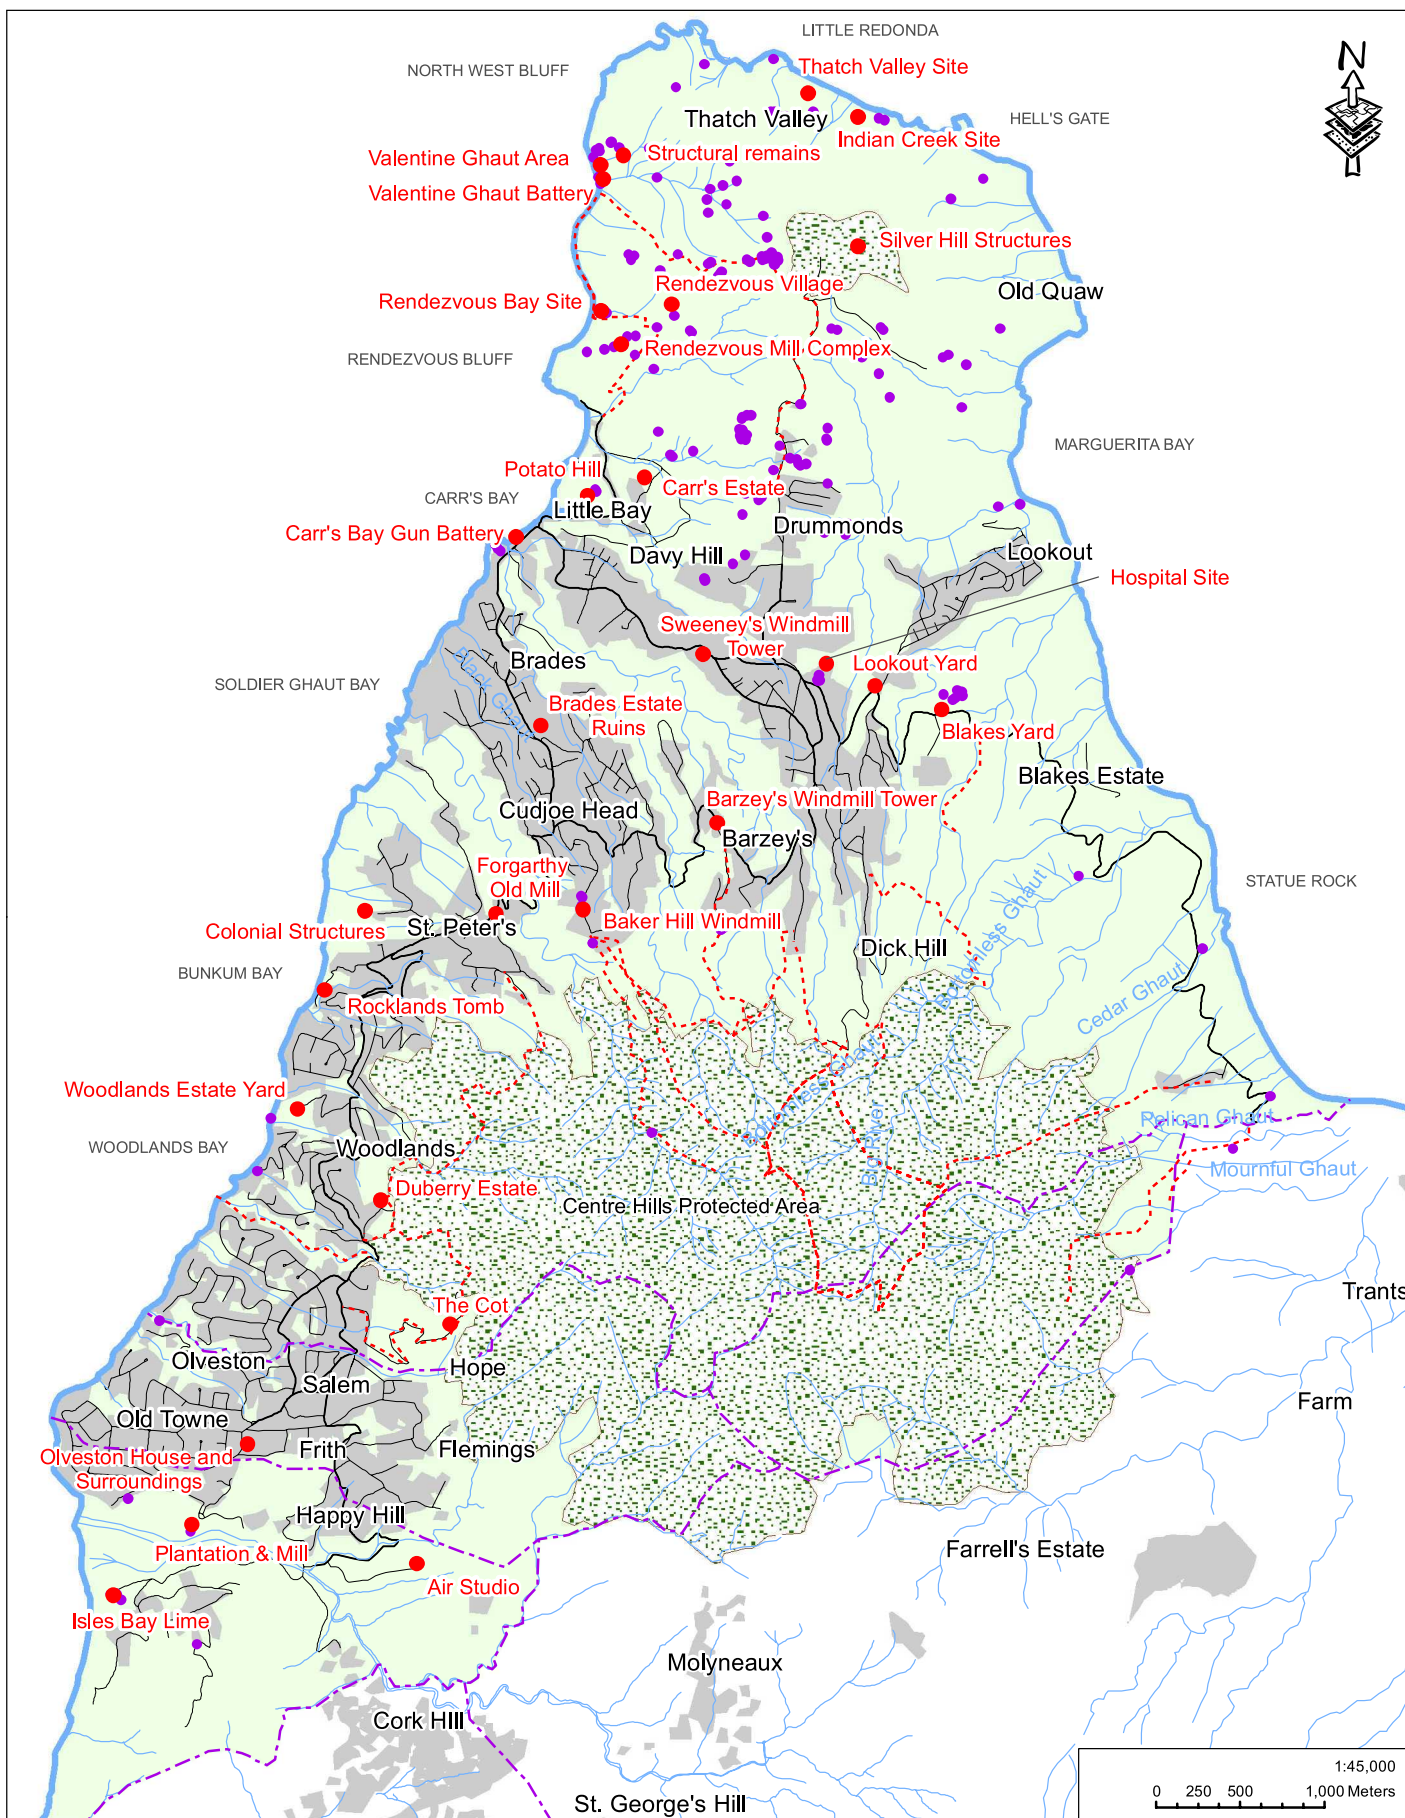 LITTLE REDONDA
N
NORTH WEST BLUFF
Thatch Valley Site
Thatch Valley
HELL'S GATE
Indian Creek Site
Valentine Ghaut Area
Structural remains
Valentine Ghaut Battery
Silver Hill Structures
Rendezvous Village
Old Quaw
Rendezvous Bay Site
RENDEZVOUS BLUFF
Rendezvous Mill Complex
MARGUERITA BAY
Potato Hill
CARR'S BAY
Carr's Estate
Little Bay
Drummonds
Carr's Bay Gun Battery
Davy Hill
Lookout
Hospital Site
Sweeney's Windmill
Tower
Brades
Lookout Yard
Black Ghaut
SOLDIER GHAUT BAY
Brades Estate
Ruins
Blakes Yard
Blakes Estate
Barzey's Windmill Tower
Cudjoe Head
Barzey's
Forgarthy
Old Mill
STATUE ROCK
Bottomless Ghaut
Baker Hill Windmill
Colonial Structures
St. Peter's
Dick Hill
BUNKUM BAY
Cedar Ghaut
Rocklands Tomb
Bottomless Ghaut
Woodlands Estate Yard
Big River
Pelican Ghaut
WOODLANDS BAY
Woodlands
Mournful Ghaut
Duberry Estate
Centre Hills Protected Area
Trants
The Cot
Olveston
Hope
Salem
Farm
Old Towne
Frith
Flemings
Olveston House and
Surroundings
Happy Hill
Plantation & Mill
Farrell's Estate
Air Studio
Isles Bay Lime
Molyneaux
Cork HIll
St. George's Hill
1:45,000
0 250 500 1,000 Meters